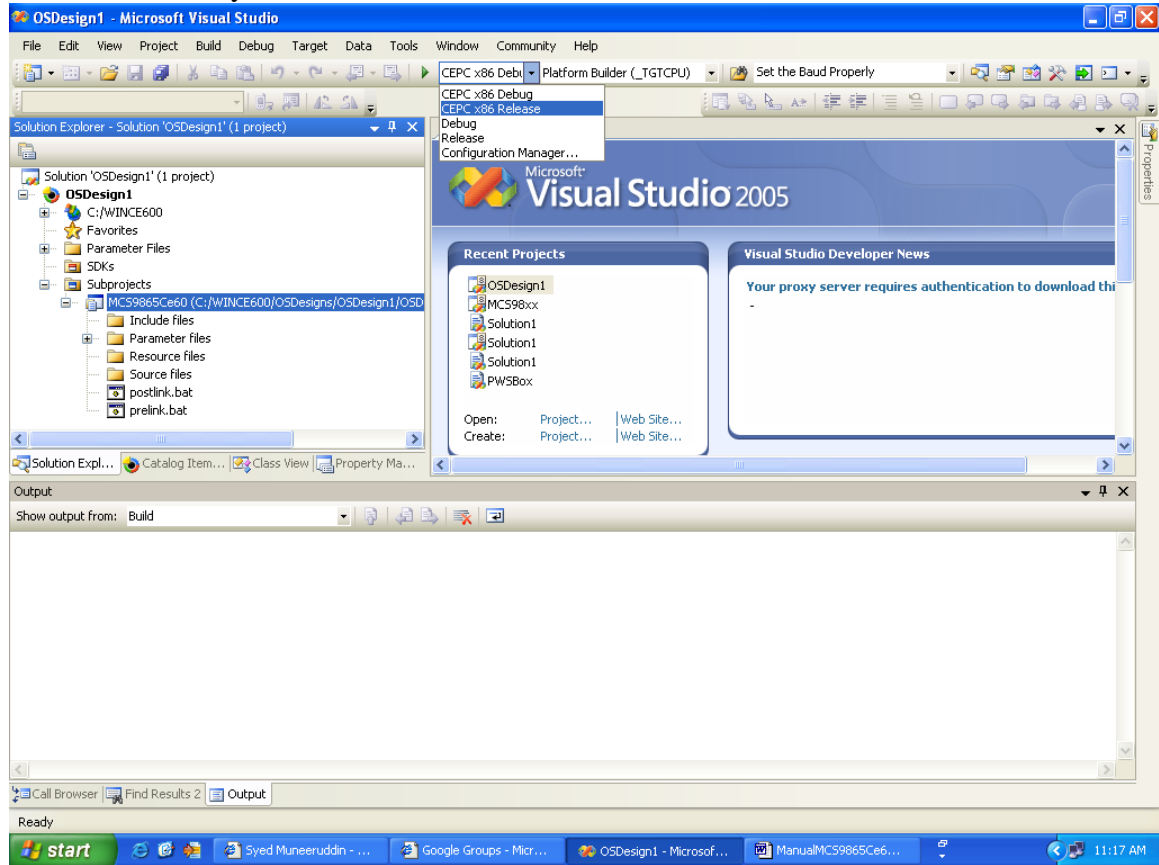 OSDesign1 - Microsoft Visual Studio
File Edit View Project Build Debug Target Data Tools Window Community Help
CEPC x86 Debu Platform Builder (_TGTCPU) Set the Baud Properly
CEPC x86 Debug
CEPC x86 Release
Debug
Release
Configuration Manager...
Solution Explorer - Solution 'OSDesign1' (1 project)
Solution 'OSDesign1' (1 project)
OSDesign1
C:/WINCE600
Favorites
Parameter Files
SDKs
Subprojects
MCS9865Ce60 (C:/WINCE600/OSDesigns/OSDesign1/OSD
Include files
Parameter files
Resource files
Source files
postlink.bat
prelink.bat
Solution Expl... Catalog Item... Class View Property Ma...
Microsoft
Visual Studio 2005
Recent Projects
OSDesign1
MCS98xx
Solution1
Solution1
Solution1
PWSBox
Open: Project... Web Site...
Create: Project... Web Site...
Visual Studio Developer News
Your proxy server requires authentication to download thi
-
Properties
Output
Show output from: Build
Call Browser Find Results 2 Output
Ready
start Syed Muneeruddin - ... Google Groups - Micr... OSDesign1 - Microsof... ManualMCS9865Ce6... 11:17 AM